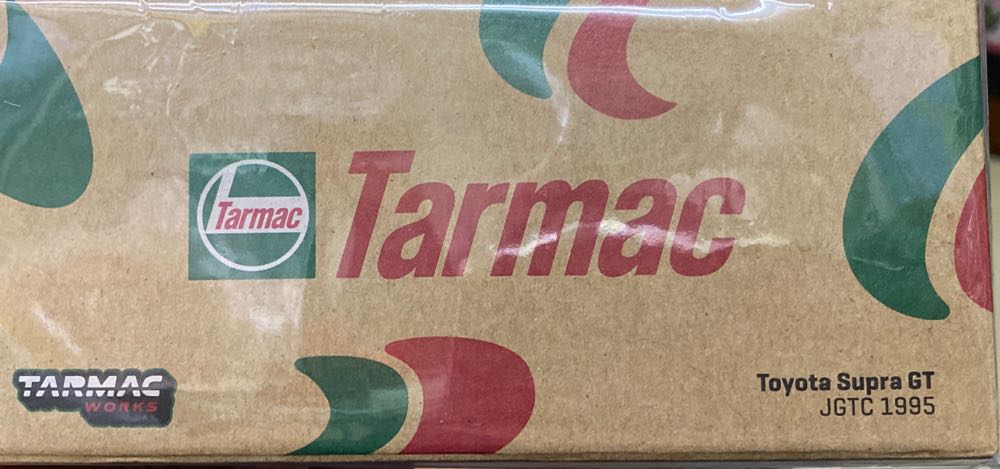 Tarmac
Tarmac
TARMAC
WORKS
Toyota Supra GT
JGTC 1995